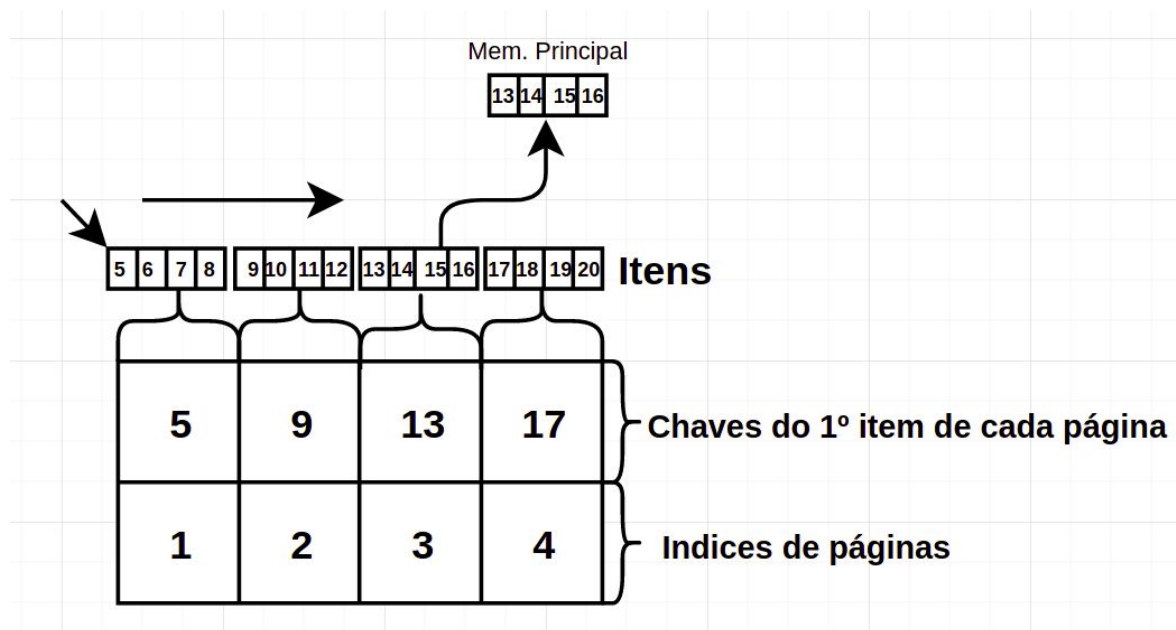 Mem. Principal
13 14 15 16
5 6 7 8 9 10 11 12 13 14 15 16 17 18 19 20 Itens
5 9 13 17 Chaves do 1º item de cada página
1 2 3 4 Indices de páginas